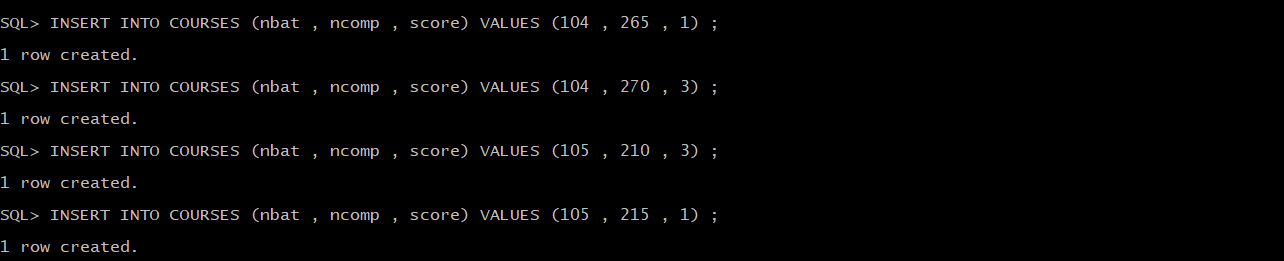 SQL> INSERT INTO COURSES (nbat , ncomp , score) VALUES (104 , 265 , 1) ;
1 row created.
SQL> INSERT INTO COURSES (nbat , ncomp , score) VALUES (104 , 270 , 3) ;
1 row created.
SQL> INSERT INTO COURSES (nbat , ncomp , score) VALUES (105 , 210 , 3) ;
1 row created.
SQL> INSERT INTO COURSES (nbat , ncomp , score) VALUES (105 , 215 , 1) ;
1 row created.